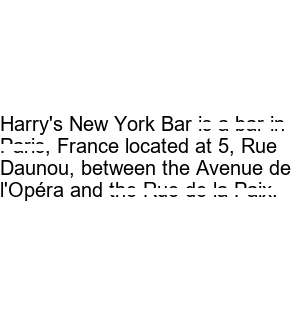 Harry's New York Bar is a bar in
Paris, France located at 5, Rue
Daunou, between the Avenue de
l'Opéra and the Rue de la Paix.